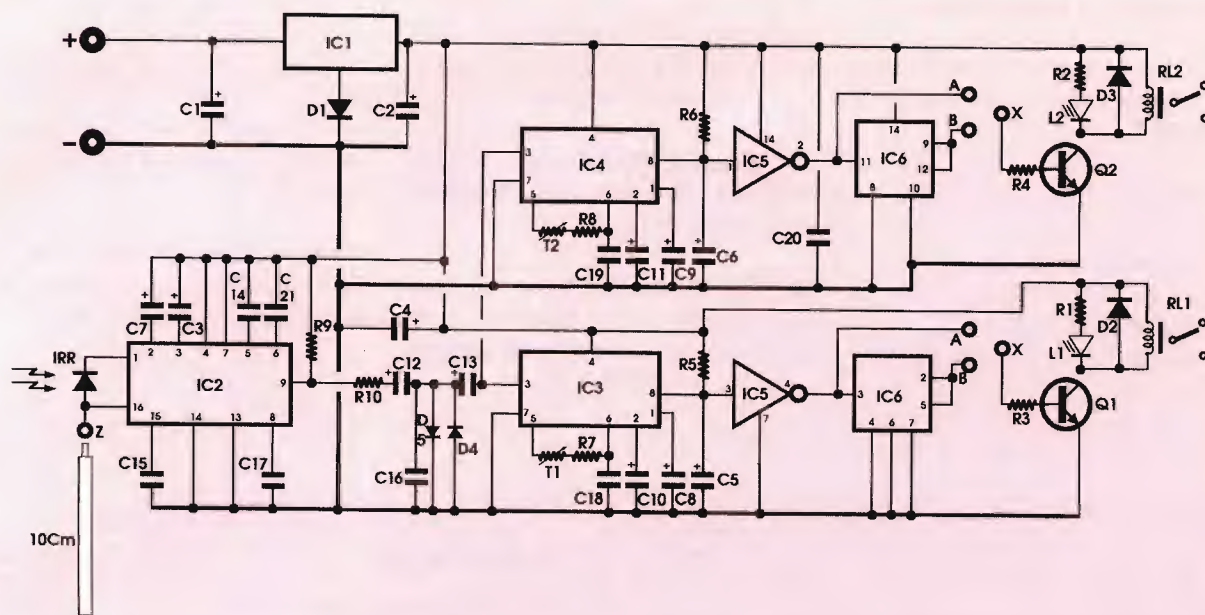 +
IC1
C1
+
D1
C2
+
-
4
3
7
IC4
8
1
5
6
2
T2
R8
C19
+
C11
+
C9
+
C6
R6
1
IC5
14
2
C20
11
IC6
14
9
12
8
10
A
B
X
R4
R2
L2
D3
RL2
Q2
C7
+
C3
+
C
14
C
21
R9
C4
+
IRR
1
16
2
3
4
7
5
6
IC2
9
15
14
13
8
Z
C15
C17
10Cm
R10
C12
+
C13
+
D
5
D4
C16
4
3
7
IC3
8
1
5
6
2
T1
R7
C18
+
C10
+
C8
+
C5
R5
3
IC5
4
7
3
IC6
2
5
4
6
7
A
B
X
R3
R1
L1
D2
RL1
Q1